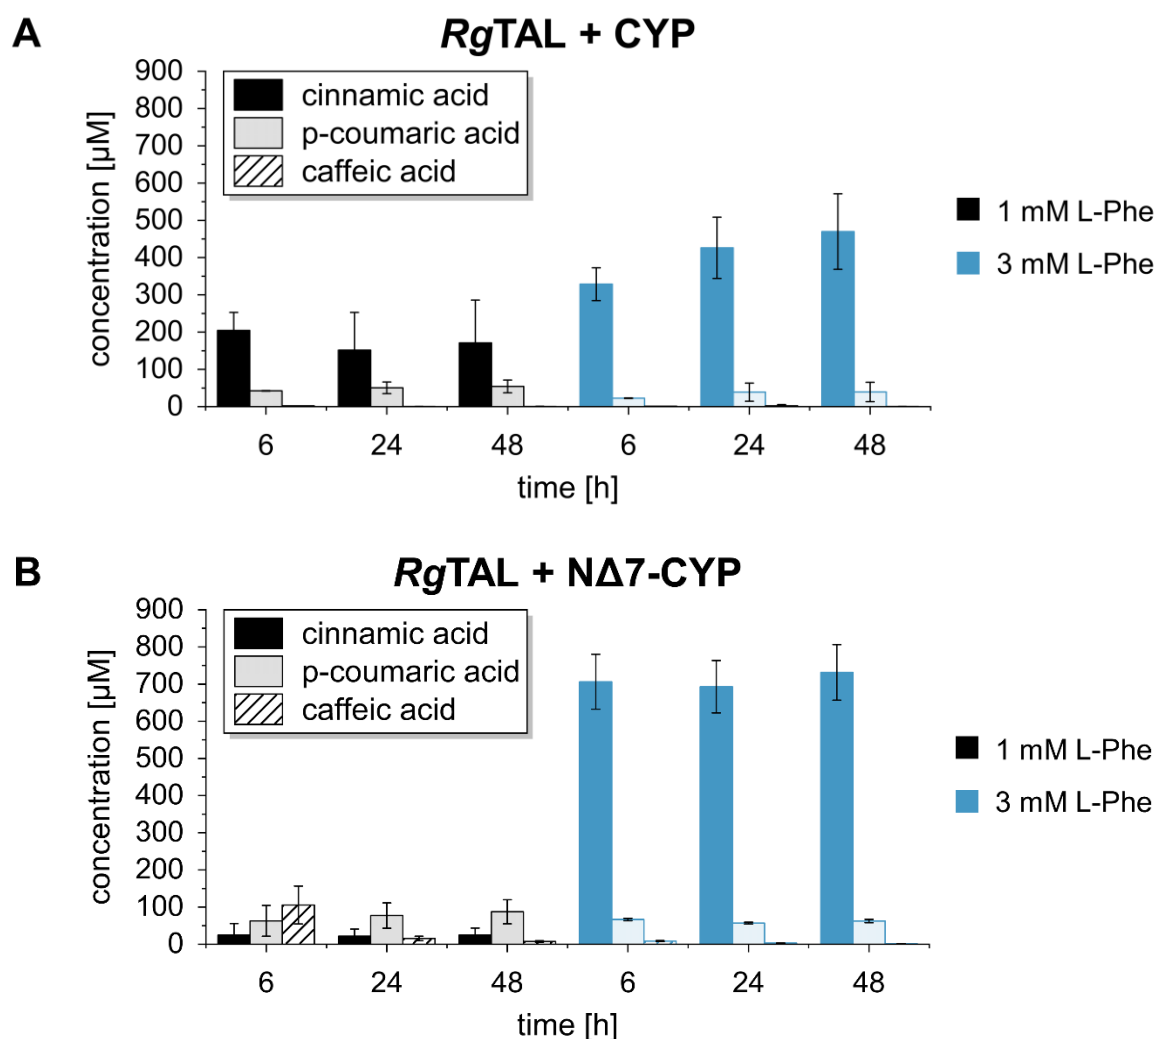 A
RgTAL + CYP
900
800
700
600
500
400
300
200
100
0
concentration [µM]
cinnamic acid
p-coumaric acid
caffeic acid
1 mM L-Phe
3 mM L-Phe
6 24 48 6 24 48
time [h]
B
RgTAL + NΔ7-CYP
900
800
700
600
500
400
300
200
100
0
concentration [µM]
cinnamic acid
p-coumaric acid
caffeic acid
1 mM L-Phe
3 mM L-Phe
6 24 48 6 24 48
time [h]